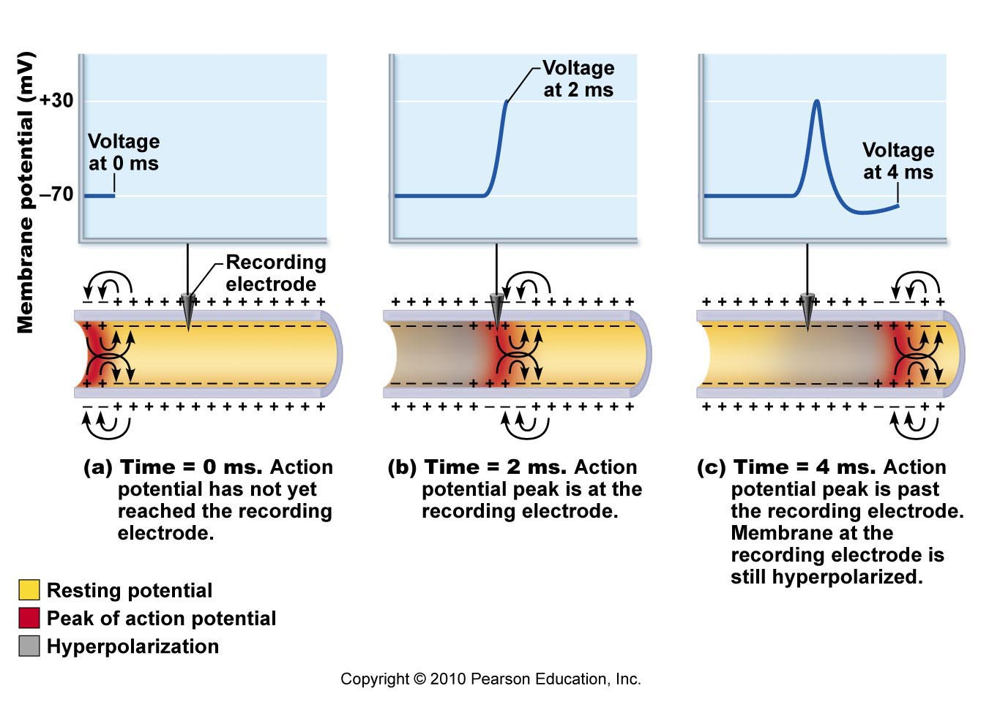 Membrane potential (mV)
+30
–70
Voltage
at 0 ms
Voltage
at 2 ms
Voltage
at 4 ms
Recording
electrode
(a) Time = 0 ms. Action
potential has not yet
reached the recording
electrode.
(b) Time = 2 ms. Action
potential peak is at the
recording electrode.
(c) Time = 4 ms. Action
potential peak is past
the recording electrode.
Membrane at the
recording electrode is
still hyperpolarized.
Resting potential
Peak of action potential
Hyperpolarization
Copyright © 2010 Pearson Education, Inc.